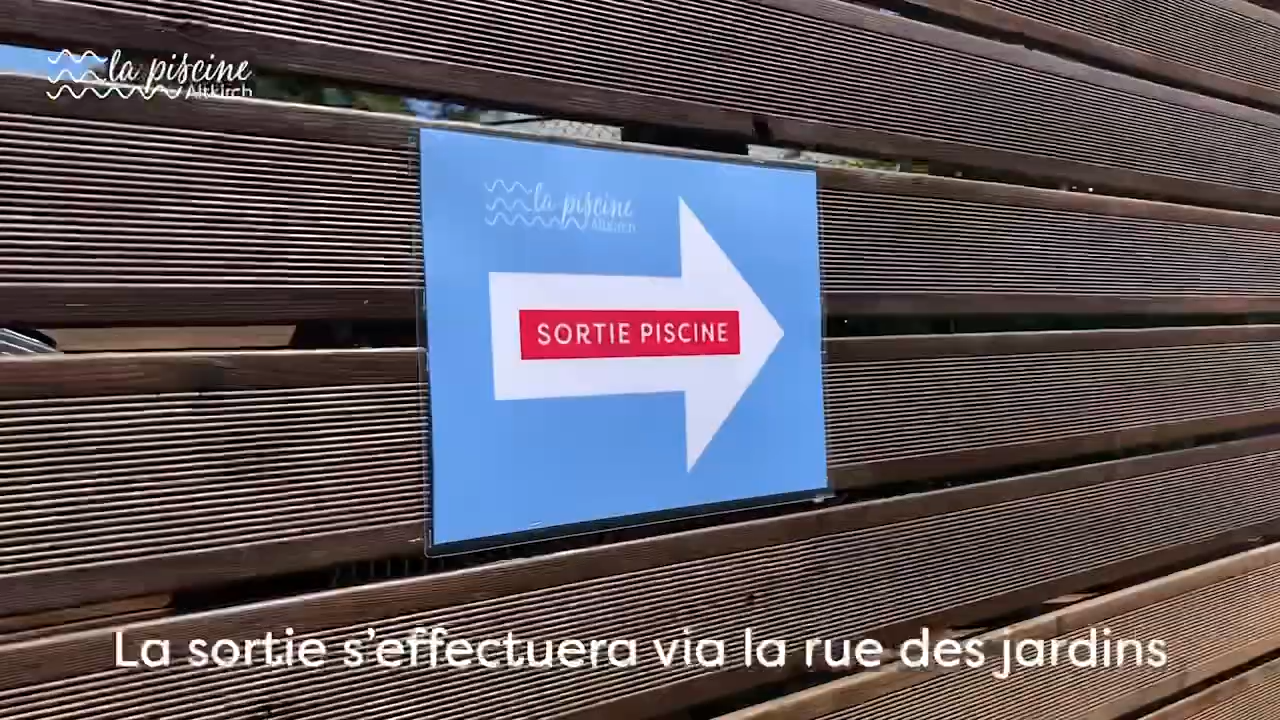 la piscine
Altkirch
la piscine
Altkirch
SORTIE PISCINE
La sortie s'effectuera via la rue des jardins